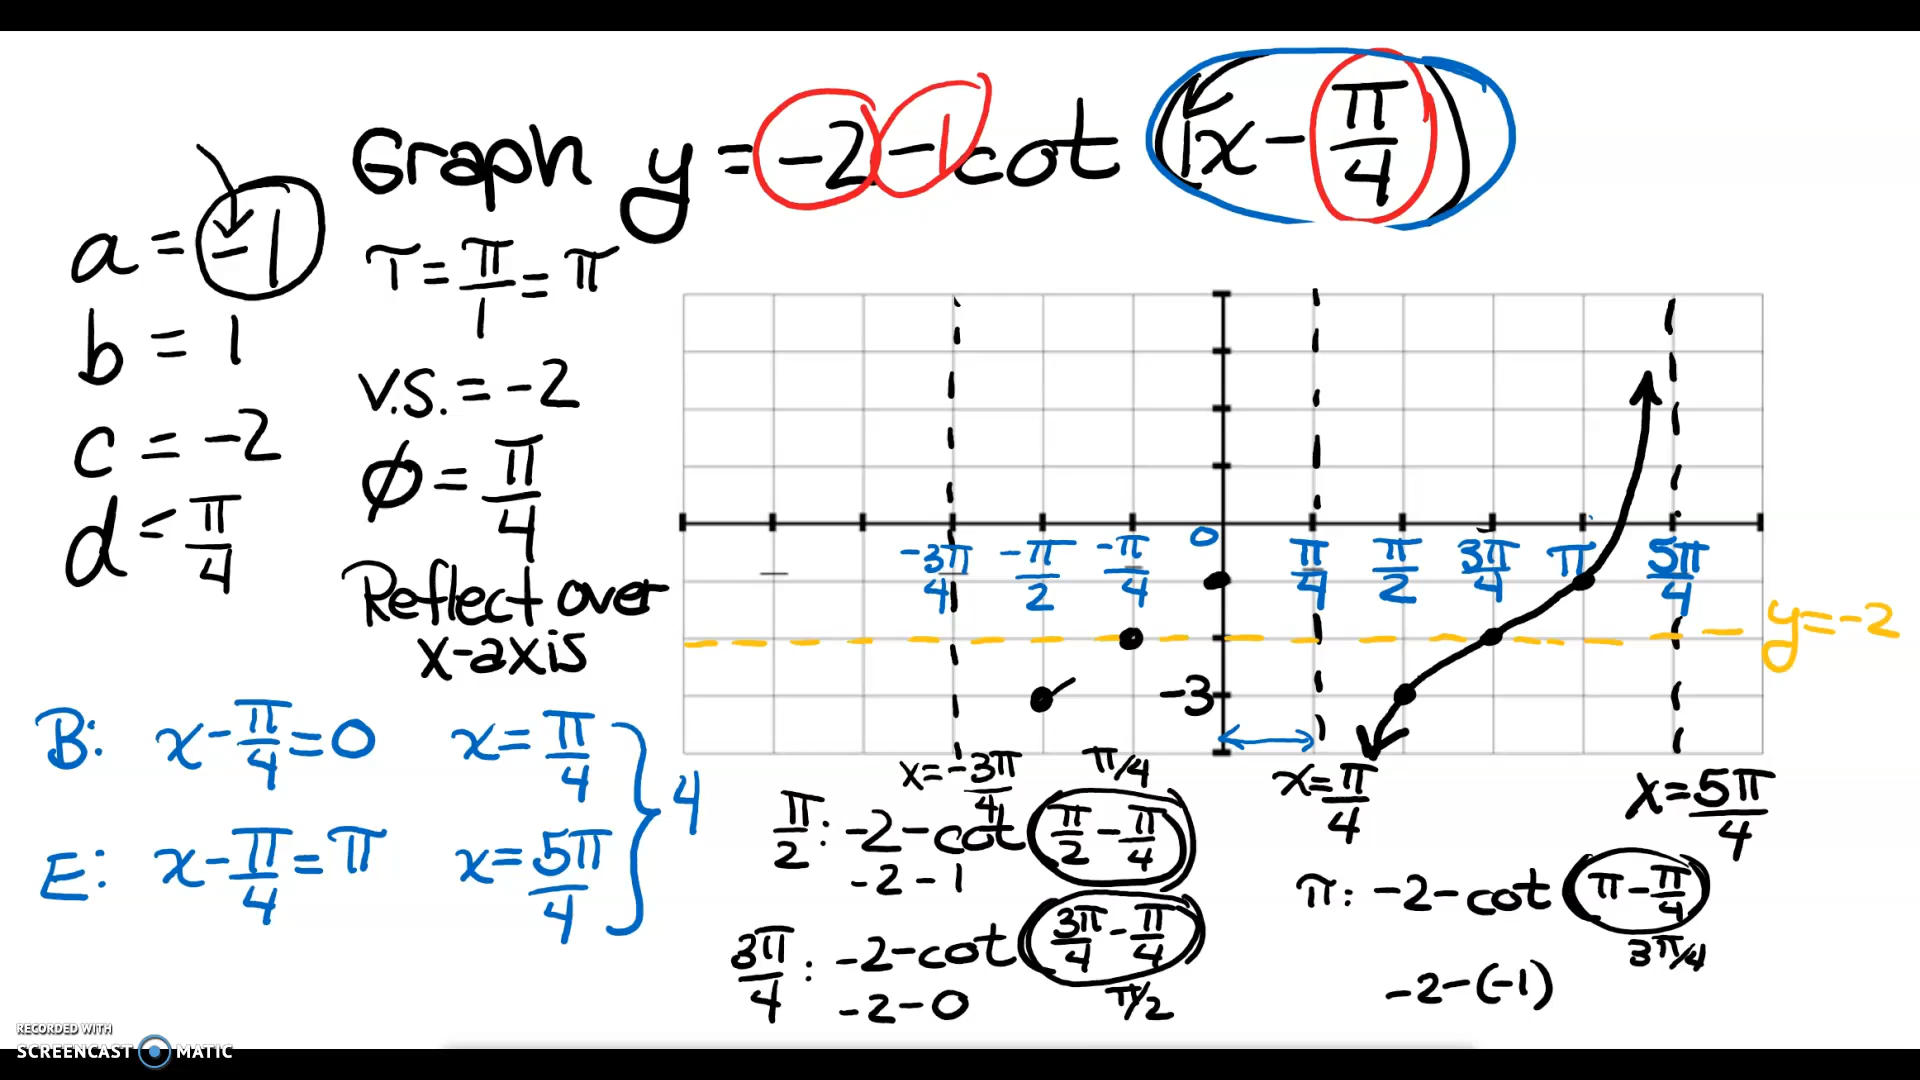 Graph y = -2 -1 cot (1x - π/4)
a = -1
b = 1
c = -2
d = π/4
T = π/1 = π
v.s. = -2
φ = π/4
Reflect over
x-axis
-3π/4 -π/2 -π/4 0 π/4 π/2 3π/4 π 5π/4
y = -2
-3
x = -3π/4 x = π/4 x = 5π/4
B: x - π/4 = 0 x = π/4
E: x - π/4 = π x = 5π/4
4
π/4
π/2: -2 - cot (π/2 - π/4)
-2 - 1
3π/4: -2 - cot (3π/4 - π/4)
π/2
-2 - 0
π: -2 - cot (π - π/4)
3π/4
-2 - (-1)
RECORDED WITH
SCREENCAST MATIC